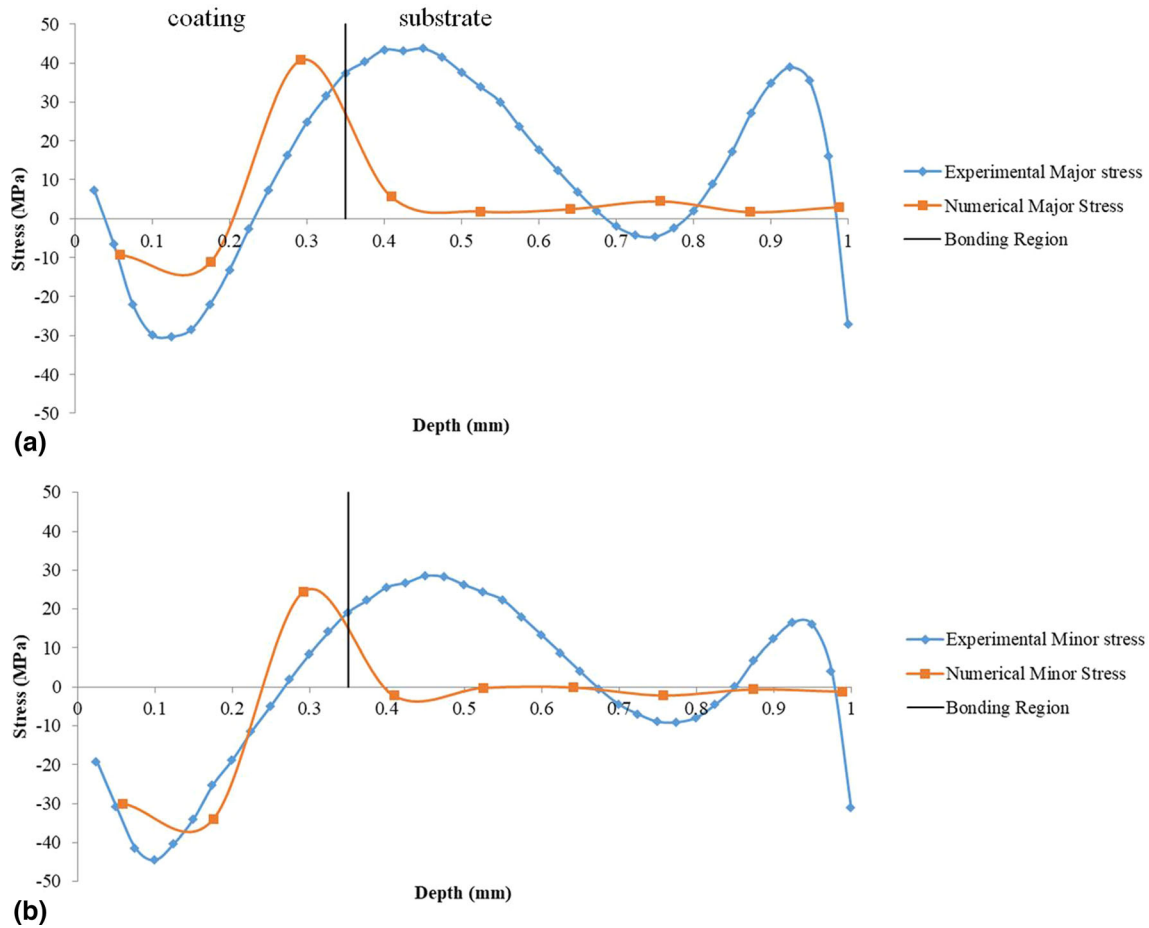 coating
substrate
50
40
30
20
10
0
-10
-20
-30
-40
-50
Stress (MPa)
0 0.1 0.2 0.3 0.4 0.5 0.6 0.7 0.8 0.9 1
Depth (mm)
Experimental Major stress
Numerical Major Stress
Bonding Region
(a)
50
40
30
20
10
0
-10
-20
-30
-40
-50
Stress (MPa)
0 0.1 0.2 0.3 0.4 0.5 0.6 0.7 0.8 0.9 1
Depth (mm)
Experimental Minor stress
Numerical Minor Stress
Bonding Region
(b)